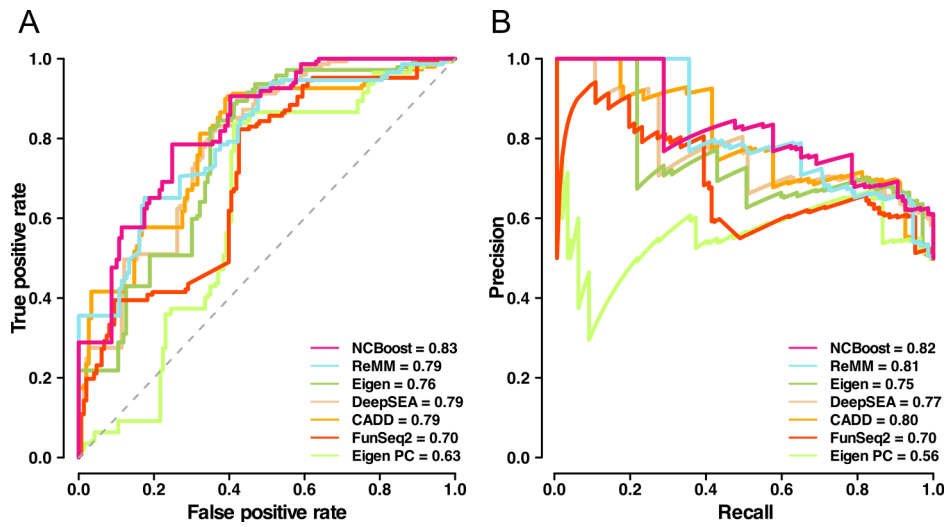 A
True positive rate
1.0
0.8
0.6
0.4
0.2
0.0
NCBoost = 0.83
ReMM = 0.79
Eigen = 0.76
DeepSEA = 0.79
CADD = 0.79
FunSeq2 = 0.70
Eigen PC = 0.63
0.0 0.2 0.4 0.6 0.8 1.0
False positive rate
B
Precision
1.0
0.8
0.6
0.4
0.2
0.0
NCBoost = 0.82
ReMM = 0.81
Eigen = 0.75
DeepSEA = 0.77
CADD = 0.80
FunSeq2 = 0.70
Eigen PC = 0.56
0.0 0.2 0.4 0.6 0.8 1.0
Recall